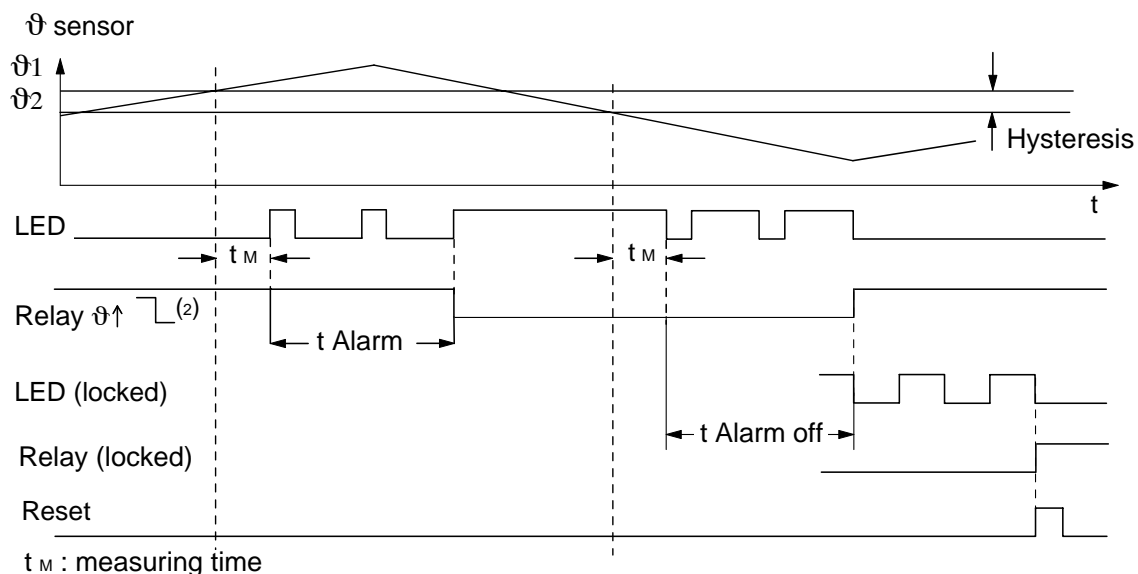 ϑ sensor
ϑ1
ϑ2
Hysteresis
t
LED
t M
t M
Relay ϑ↑ (2)
t Alarm
LED (locked)
t Alarm off
Relay (locked)
Reset
t M : measuring time